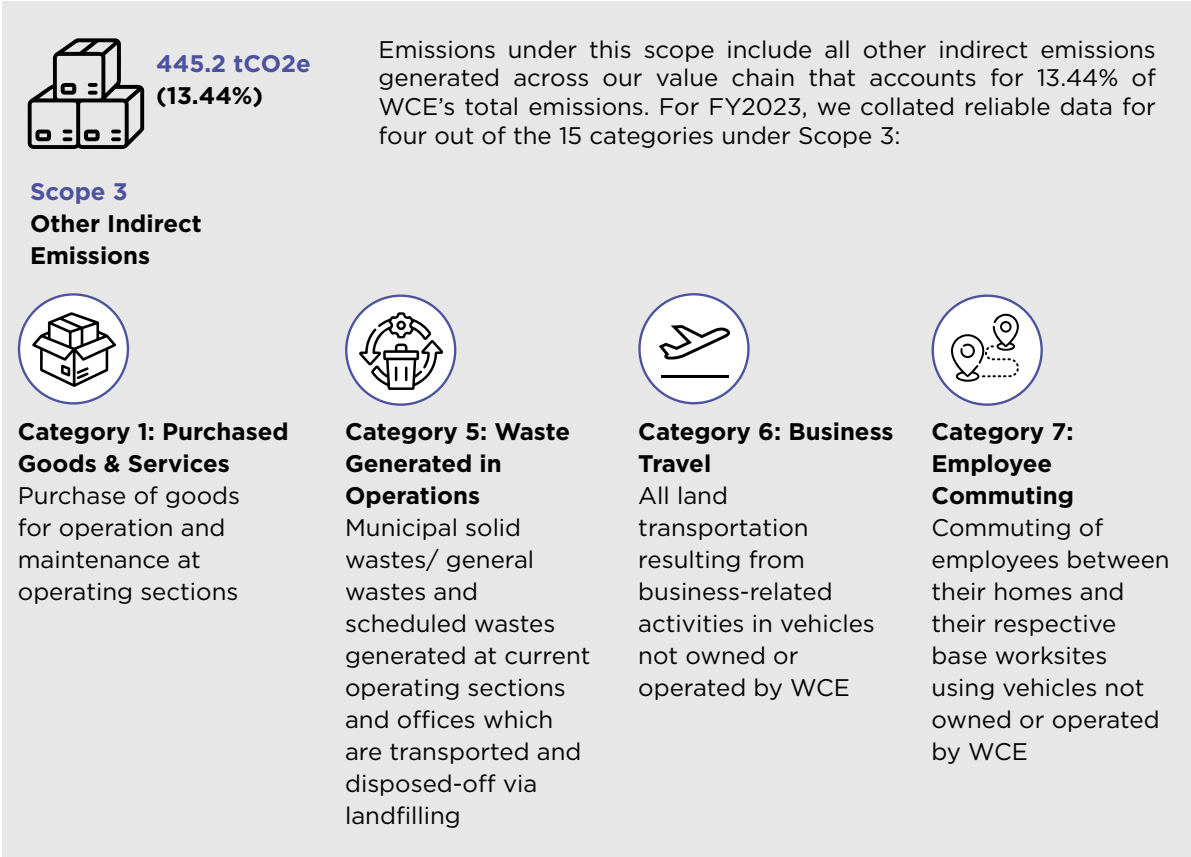 445.2 tCO2e
(13.44%)
Emissions under this scope include all other indirect emissions
generated across our value chain that accounts for 13.44% of
WCE's total emissions. For FY2023, we collated reliable data for
four out of the 15 categories under Scope 3:
Scope 3
Other Indirect
Emissions
Category 1: Purchased
Goods & Services
Purchase of goods
for operation and
maintenance at
operating sections
Category 5: Waste
Generated in
Operations
Municipal solid
wastes/ general
wastes and
scheduled wastes
generated at current
operating sections
and offices which
are transported and
disposed-off via
landfilling
Category 6: Business
Travel
All land
transportation
resulting from
business-related
activities in vehicles
not owned or
operated by WCE
Category 7:
Employee
Commuting
Commuting of
employees between
their homes and
their respective
base worksites
using vehicles not
owned or operated
by WCE